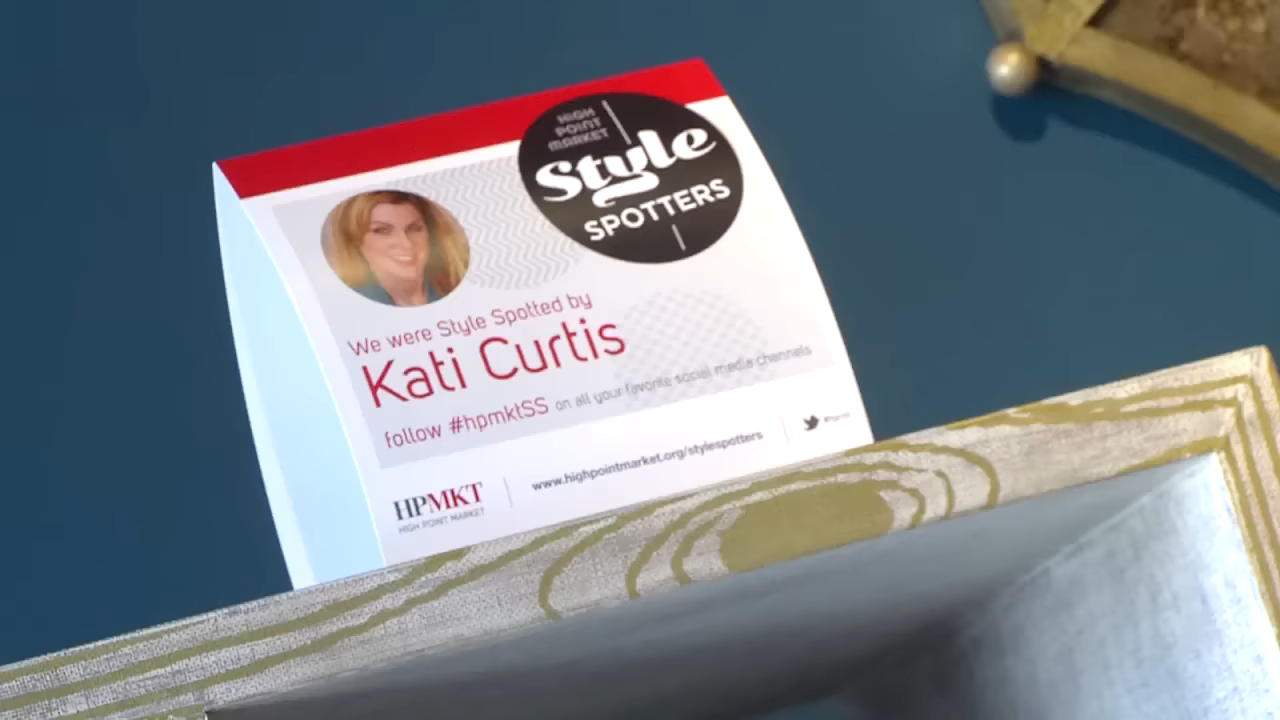 HIGH
POINT
MARKET
Style
SPOTTERS
We were Style Spotted by
Kati Curtis
follow #hpmktSS on all your favorite social media channels
www.highpointmarket.org/stylespotters
HPMKT
HIGH POINT MARKET